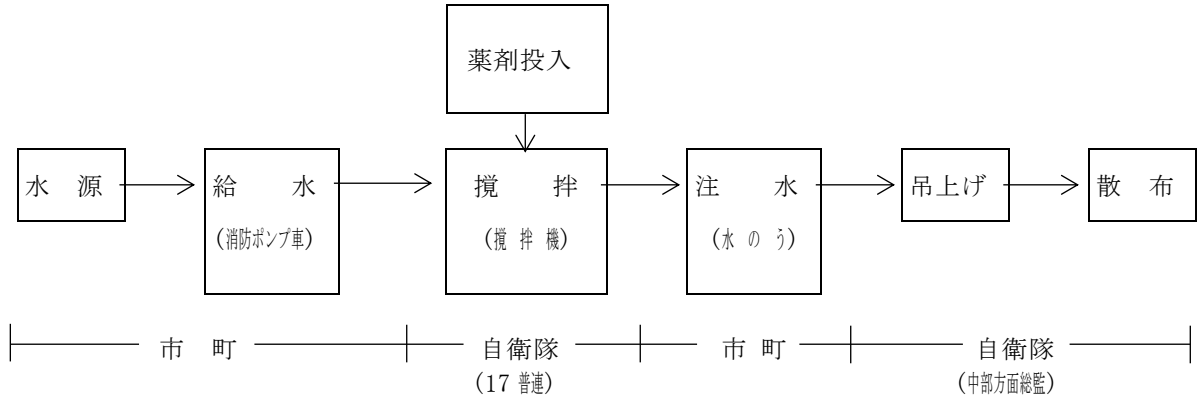 薬剤投入
水 源
給 水
(消防ポンプ車)
撹 拌
(撹 拌 機)
注 水
(水 の う)
吊上げ
散 布
市 町
自衛隊
(17 普連)
市 町
自衛隊
(中部方面総監)